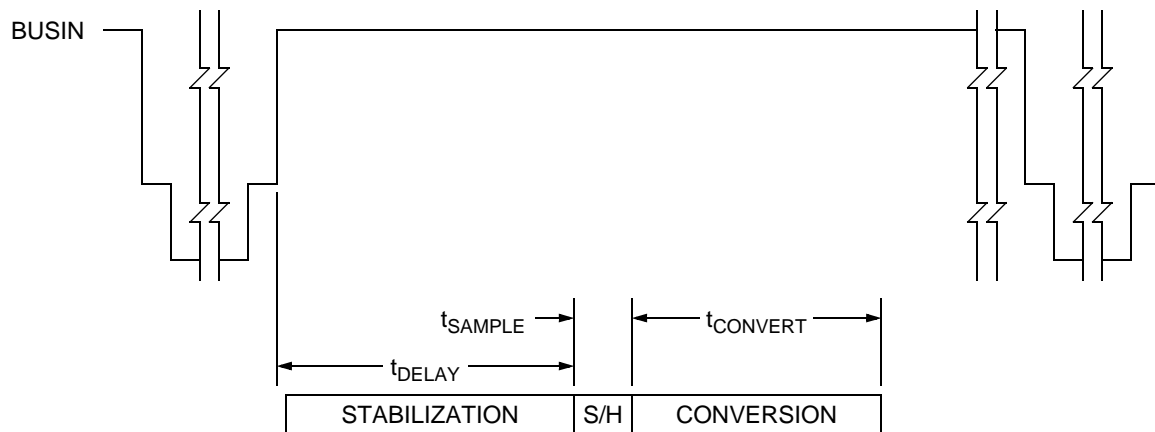 BUSIN
tSAMPLE
tCONVERT
tDELAY
STABILIZATION
S/H
CONVERSION